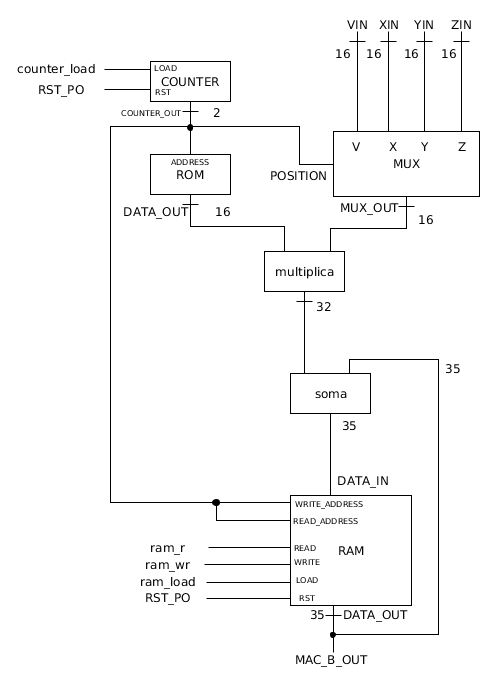 VIN XIN YIN ZIN
16 16 16 16
counter_load LOAD
COUNTER
RST_PO RST
COUNTER_OUT 2
V X Y Z
MUX
ADDRESS
ROM
POSITION
DATA_OUT 16
MUX_OUT
16
multiplica
32
35
soma
35
DATA_IN
WRITE_ADDRESS
READ_ADDRESS
ram_r READ RAM
ram_wr WRITE
ram_load LOAD
RST_PO RST
35 DATA_OUT
MAC_B_OUT